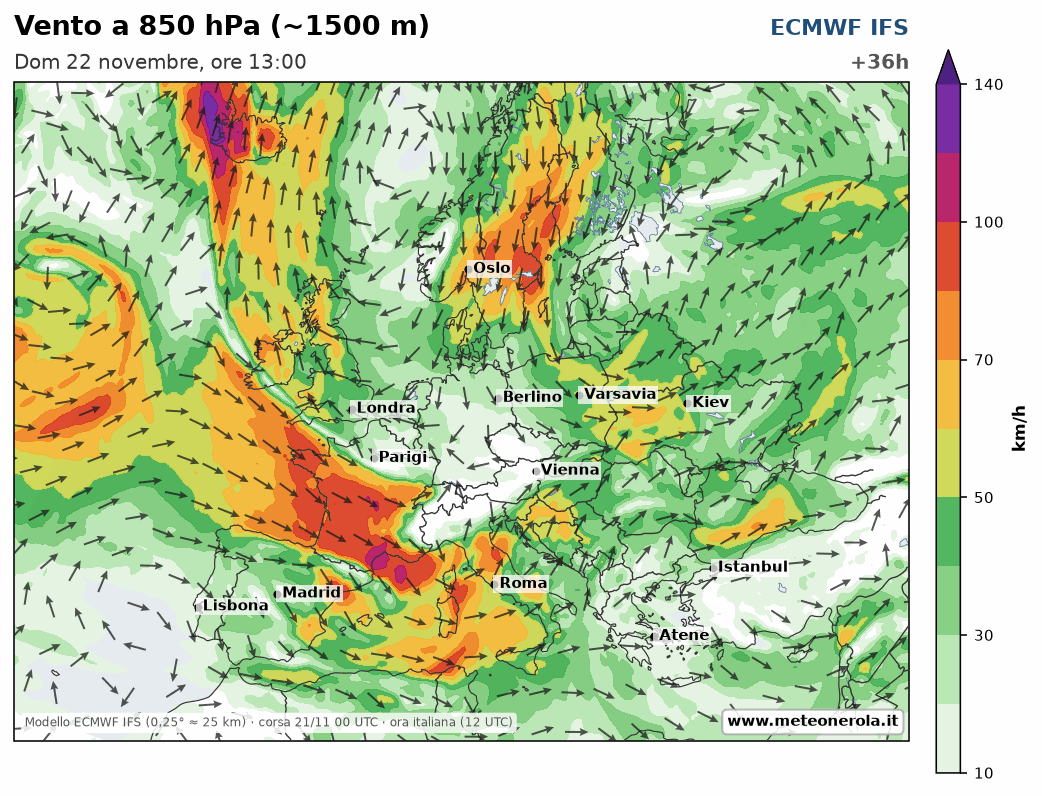 Vento a 850 hPa (~1500 m)
ECMWF IFS
Dom 22 novembre, ore 13:00
+36h
140
100
70
50
30
10
km/h
Oslo
Berlino
Varsavia
Kiev
Londra
Parigi
Vienna
Istanbul
Roma
Madrid
Lisbona
Atene
Modello ECMWF IFS (0,25° ≈ 25 km) · corsa 21/11 00 UTC · ora italiana (12 UTC)
www.meteonerola.it